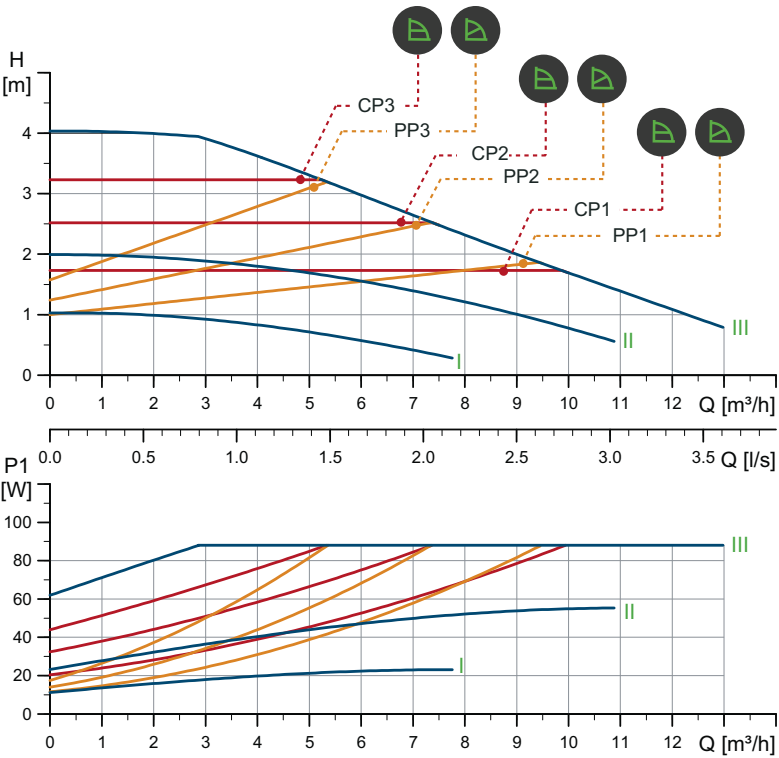 H
[m]
CP3
PP3
CP2
PP2
CP1
PP1
4
3
2
1
0
I
II
III
0 1 2 3 4 5 6 7 8 9 10 11 12 Q [m³/h]
0.0 0.5 1.0 1.5 2.0 2.5 3.0 3.5 Q [l/s]
P1
[W]
100
80
60
40
20
0
III
II
I
0 1 2 3 4 5 6 7 8 9 10 11 12 Q [m³/h]